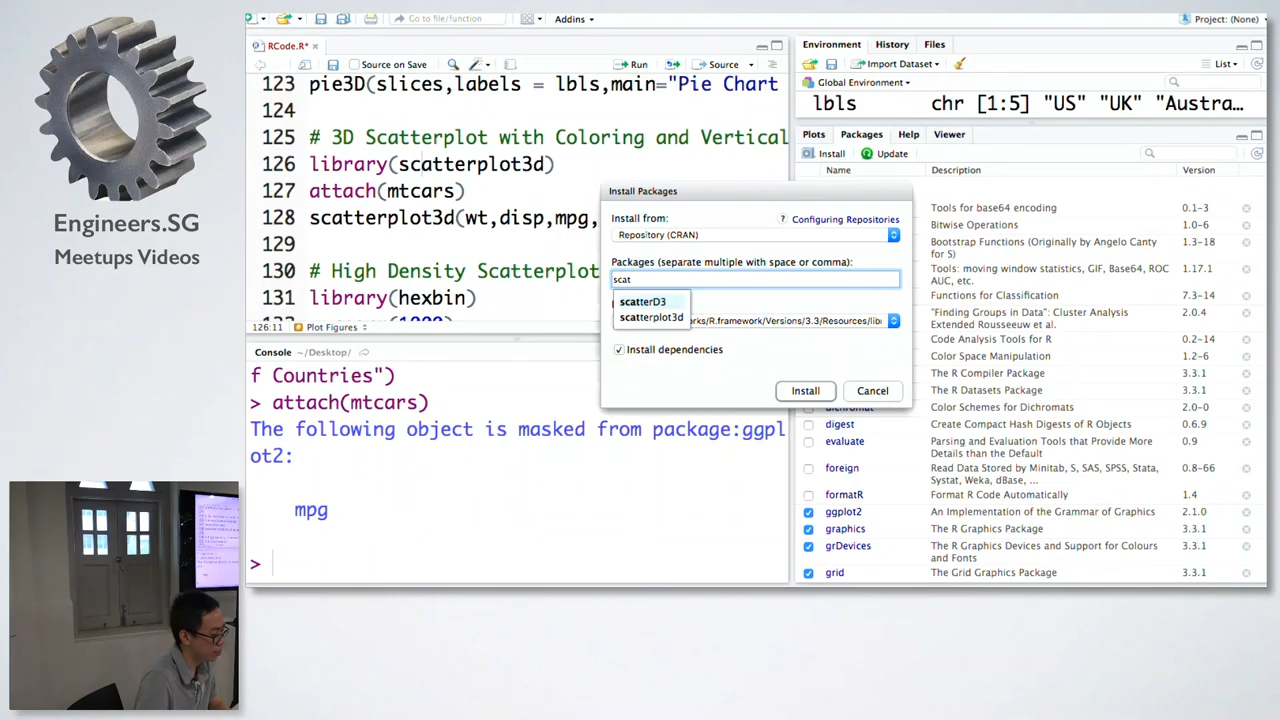 Engineers.SG
Meetups Videos
Go to file/function
Addins
Project: (None)
RCode.R*
Source on Save
Run
Source
123 pie3D(slices,labels = lbls,main="Pie Chart
124
125 # 3D Scatterplot with Coloring and Vertical
126 library(scatterplot3d)
127 attach(mtcars)
128 scatterplot3d(wt,disp,mpg,
129
130 # High Density Scatterplot
131 library(hexbin)
126:11 Plot Figures
Console ~/Desktop/
f Countries")
> attach(mtcars)
The following object is masked from package:ggpl
ot2:
mpg
>
Install Packages
Install from:
? Configuring Repositories
Repository (CRAN)
Packages (separate multiple with space or comma):
scat
scatterD3
scatterplot3d
rks/R.framework/Versions/3.3/Resources/libr
Install dependencies
Install
Cancel
Environment History Files
Import Dataset
List
Global Environment
lbls chr [1:5] "US" "UK" "Austra...
Plots Packages Help Viewer
Install Update
Name Description Version
Tools for base64 encoding 0.1-3
Bitwise Operations 1.0-6
Bootstrap Functions (Originally by Angelo Canty 1.3-18
for S)
Tools: moving window statistics, GIF, Base64, ROC 1.17.1
AUC, etc.
Functions for Classification 7.3-14
"Finding Groups in Data": Cluster Analysis 2.0.4
Extended Rousseeuw et al.
Code Analysis Tools for R 0.2-14
Color Space Manipulation 1.2-6
The R Compiler Package 3.3.1
The R Datasets Package 3.3.1
dichromat Color Schemes for Dichromats 2.0-0
digest Create Compact Hash Digests of R Objects 0.6.9
evaluate Parsing and Evaluation Tools that Provide More 0.9
Details than the Default
foreign Read Data Stored by Minitab, S, SAS, SPSS, Stata, 0.8-66
Systat, Weka, dBase, ...
formatR Format R Code Automatically 1.4
ggplot2 An Implementation of the Grammar of Graphics 2.1.0
graphics The R Graphics Package 3.3.1
grDevices The R Graphics Devices and Support for Colours 3.3.1
and Fonts
grid The Grid Graphics Package 3.3.1